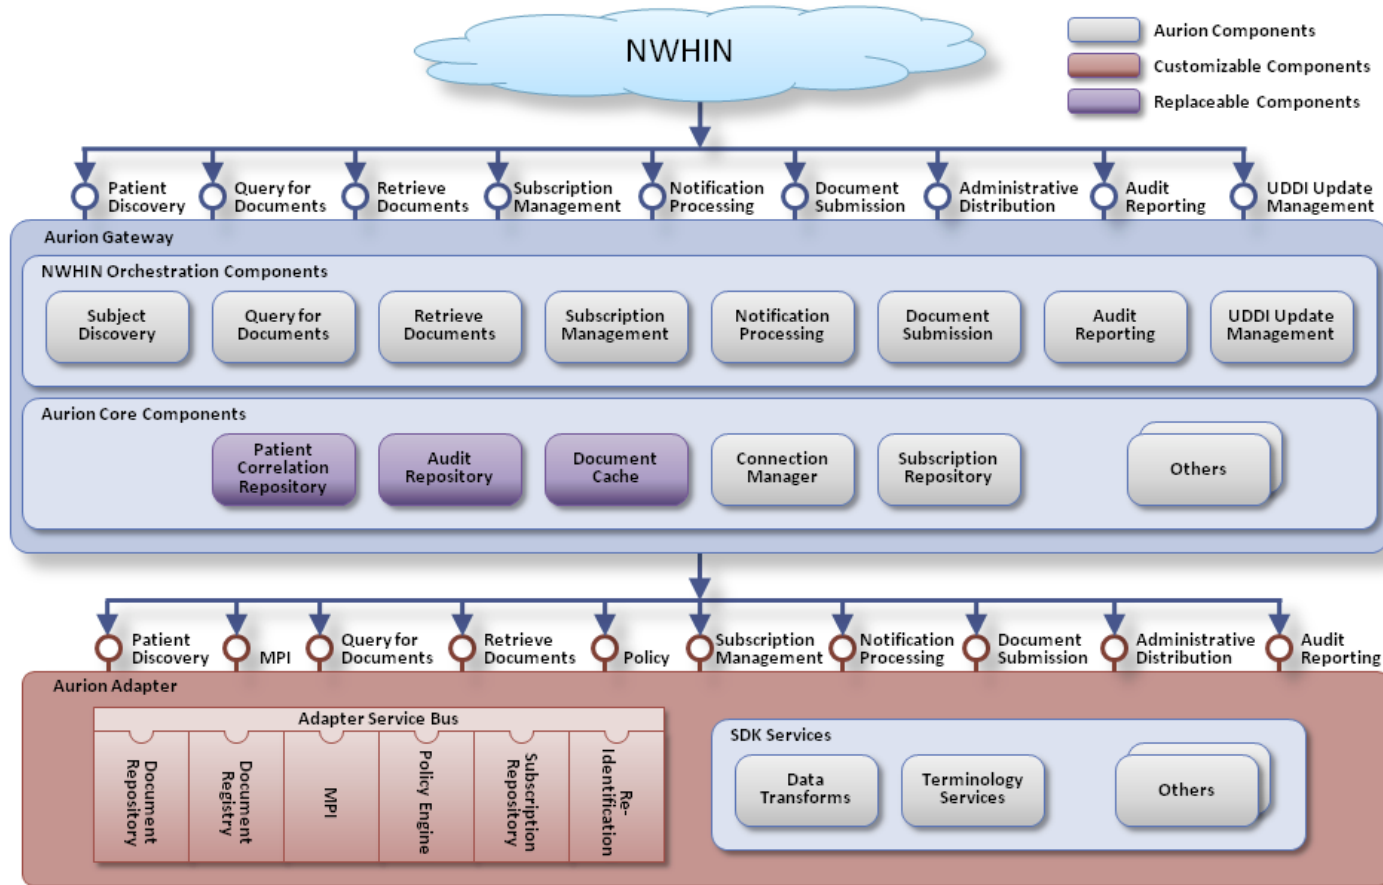 NWHIN
Aurion Components
Customizable Components
Replaceable Components
Patient
Discovery
Query for
Documents
Retrieve
Documents
Subscription
Management
Notification
Processing
Document
Submission
Administrative
Distribution
Audit
Reporting
UDDI Update
Management
Aurion Gateway
NWHIN Orchestration Components
Subject
Discovery
Query for
Documents
Retrieve
Documents
Subscription
Management
Notification
Processing
Document
Submission
Audit
Reporting
UDDI Update
Management
Aurion Core Components
Patient
Correlation
Repository
Audit
Repository
Document
Cache
Connection
Manager
Subscription
Repository
Others
Patient
Discovery
MPI
Query for
Documents
Retrieve
Documents
Policy
Subscription
Management
Notification
Processing
Document
Submission
Administrative
Distribution
Audit
Reporting
Aurion Adapter
Adapter Service Bus
Document
Repository
Document
Registry
MPI
Policy Engine
Subscription
Repository
Re-
Identification
SDK Services
Data
Transforms
Terminology
Services
Others